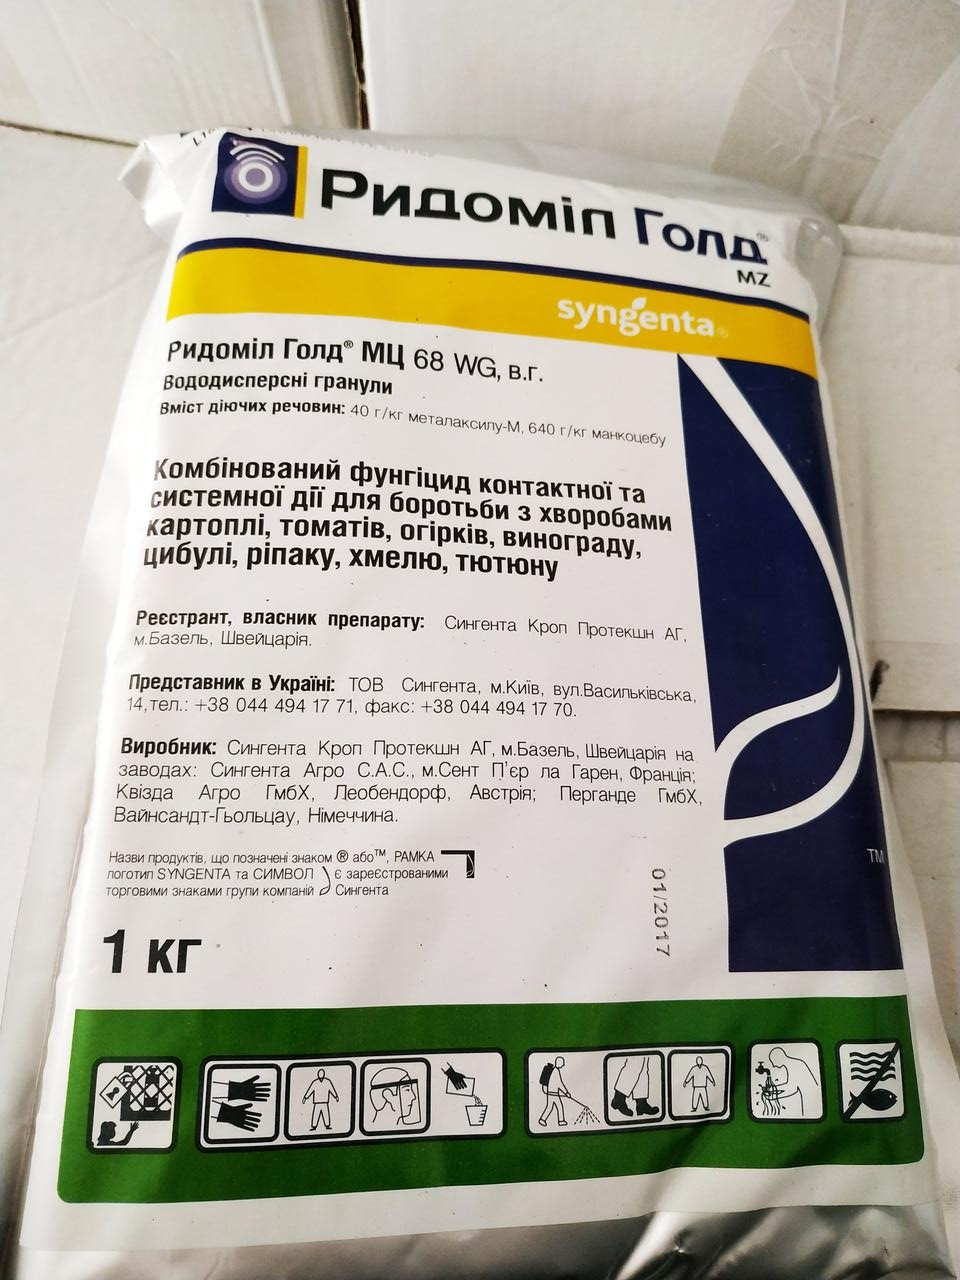 Ридоміл Голд®
MZ
syngenta®
Ридоміл Голд® МЦ 68 WG, в.г.
Вододисперсні гранули
Вміст діючих речовин: 40 г/кг металаксилу-М, 640 г/кг манкоцебу
Комбінований фунгіцид контактної та
системної дії для боротьби з хворобами
картоплі, томатів, огірків, винограду,
цибулі, ріпаку, хмелю, тютюну
Реєстрант, власник препарату: Сингента Кроп Протекшн АГ,
м.Базель, Швейцарія.
Представник в Україні: ТОВ Сингента, м.Київ, вул.Васильківська,
14,тел.: +38 044 494 17 71, факс: +38 044 494 17 70.
Виробник: Сингента Кроп Протекшн АГ, м.Базель, Швейцарія на
заводах: Сингента Агро С.А.С., м.Сент П'єр ла Гарен, Франція;
Квізда Агро ГмбХ, Леобендорф, Австрія; Перганде ГмбХ,
Вайнсандт-Гьольцау, Німеччина.
Назви продуктів, що позначені знаком ® або™, РАМКА
логотип SYNGENTA та СИМВОЛ є зареєстрованими
торговими знаками групи компаній Сингента
TM
01/2017
1 кг